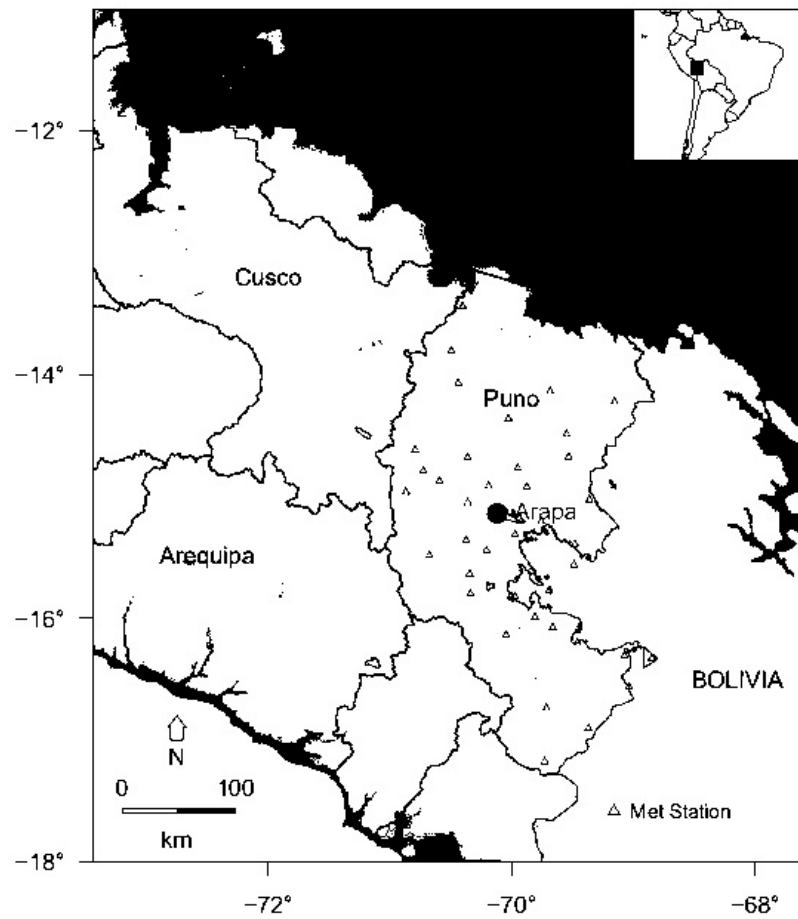 −12°
Cusco
−14°
Puno
Arapa
Arequipa
−16°
BOLIVIA
N
0 100
km
Met Station
−18°
−72° −70° −68°